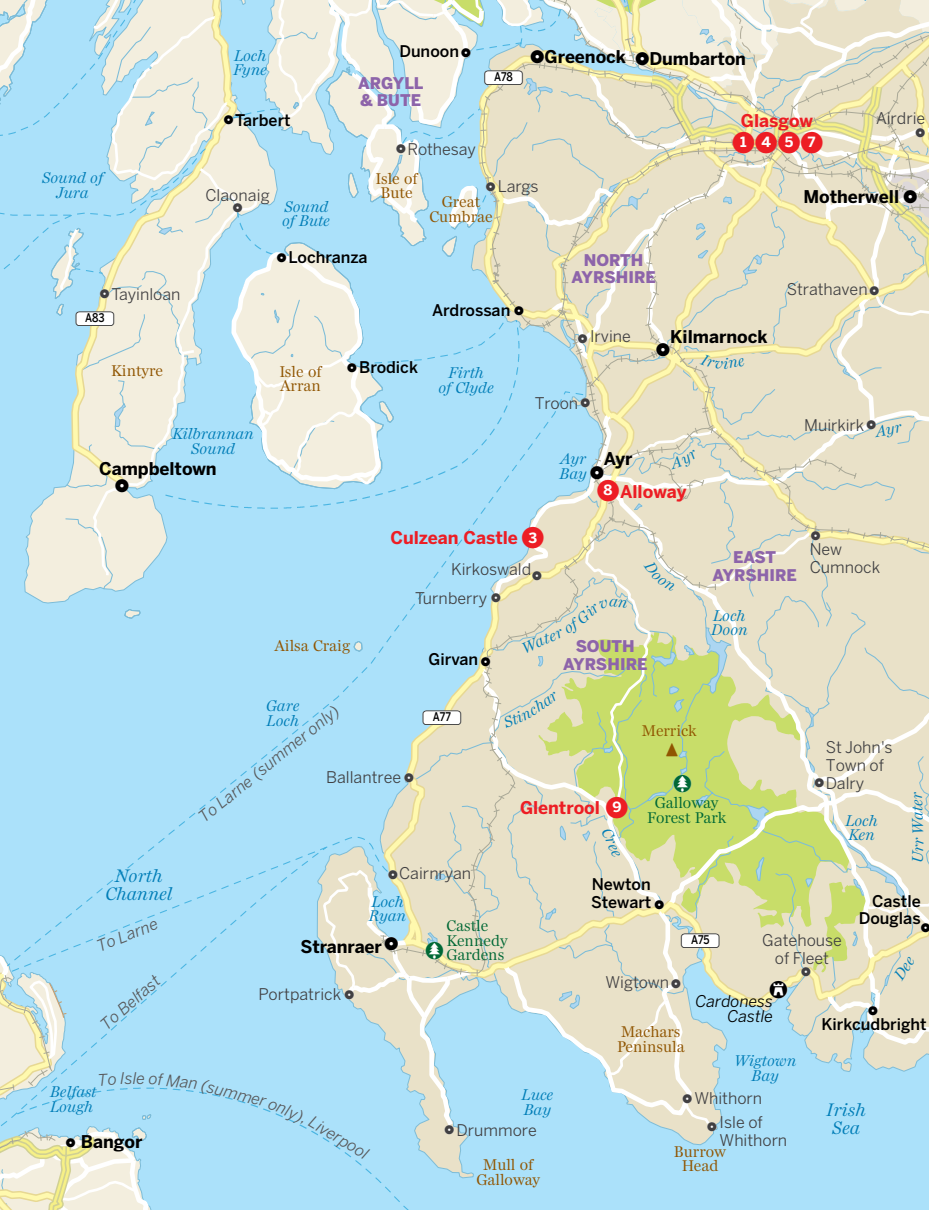 Dunoon
Greenock
Dumbarton
Loch
Fyne
A78
ARGYLL
& BUTE
Tarbert
Glasgow
1 4 5 7
Airdrie
Rothesay
Sound of
Jura
Isle of
Bute
Largs
Claonaig
Sound
of Bute
Great
Cumbrae
Motherwell
Lochranza
NORTH
AYRSHIRE
Tayinloan
Strathaven
Ardrossan
A83
Irvine
Kilmarnock
Irvine
Kintyre
Isle of
Arran
Brodick
Firth
of Clyde
Troon
Muirkirk
Ayr
Kilbrannan
Sound
Campbeltown
Ayr
Bay
Ayr
Ayr
8 Alloway
Culzean Castle 3
New
Cumnock
EAST
AYRSHIRE
Kirkoswald
Doon
Turnberry
Water of Girvan
Loch
Doon
Ailsa Craig
Girvan
SOUTH
AYRSHIRE
Gare
Loch
A77
Stinchar
Merrick
To Larne (summer only)
St John's
Town of
Dalry
Ballantree
Galloway
Forest Park
Glentrool 9
Cree
Loch
Ken
Urr Water
North
Channel
Cairnryan
Newton
Stewart
Castle
Douglas
Loch
Ryan
To Larne
Stranraer
Castle
Kennedy
Gardens
A75
Gatehouse
of Fleet
Dee
To Belfast
Portpatrick
Wigtown
Cardoness
Castle
Kirkcudbright
Machars
Peninsula
Wigtown
Bay
To Isle of Man (summer only), Liverpool
Belfast
Lough
Luce
Bay
Whithorn
Irish
Sea
Bangor
Drummore
Isle of
Whithorn
Burrow
Head
Mull of
Galloway